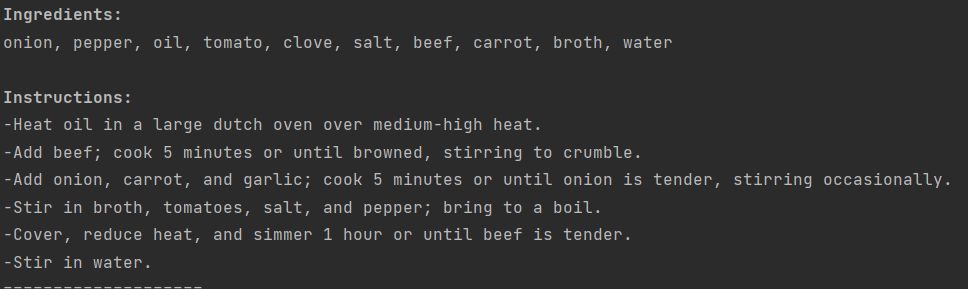 Ingredients:
onion, pepper, oil, tomato, clove, salt, beef, carrot, broth, water
Instructions:
-Heat oil in a large dutch oven over medium-high heat.
-Add beef; cook 5 minutes or until browned, stirring to crumble.
-Add onion, carrot, and garlic; cook 5 minutes or until onion is tender, stirring occasionally.
-Stir in broth, tomatoes, salt, and pepper; bring to a boil.
-Cover, reduce heat, and simmer 1 hour or until beef is tender.
-Stir in water.
--------------------